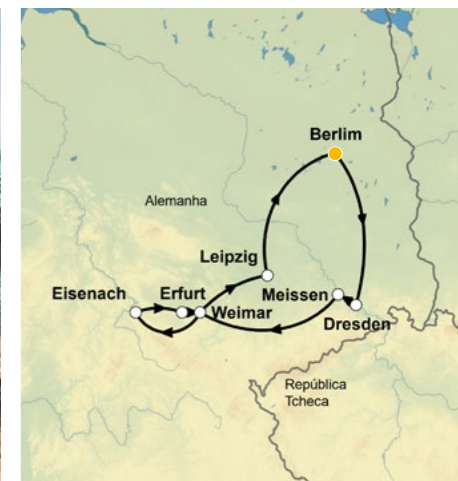 Berlim
Alemanha
Leipzig
Eisenach
Erfurt
Meissen
Weimar
Dresden
República
Tcheca